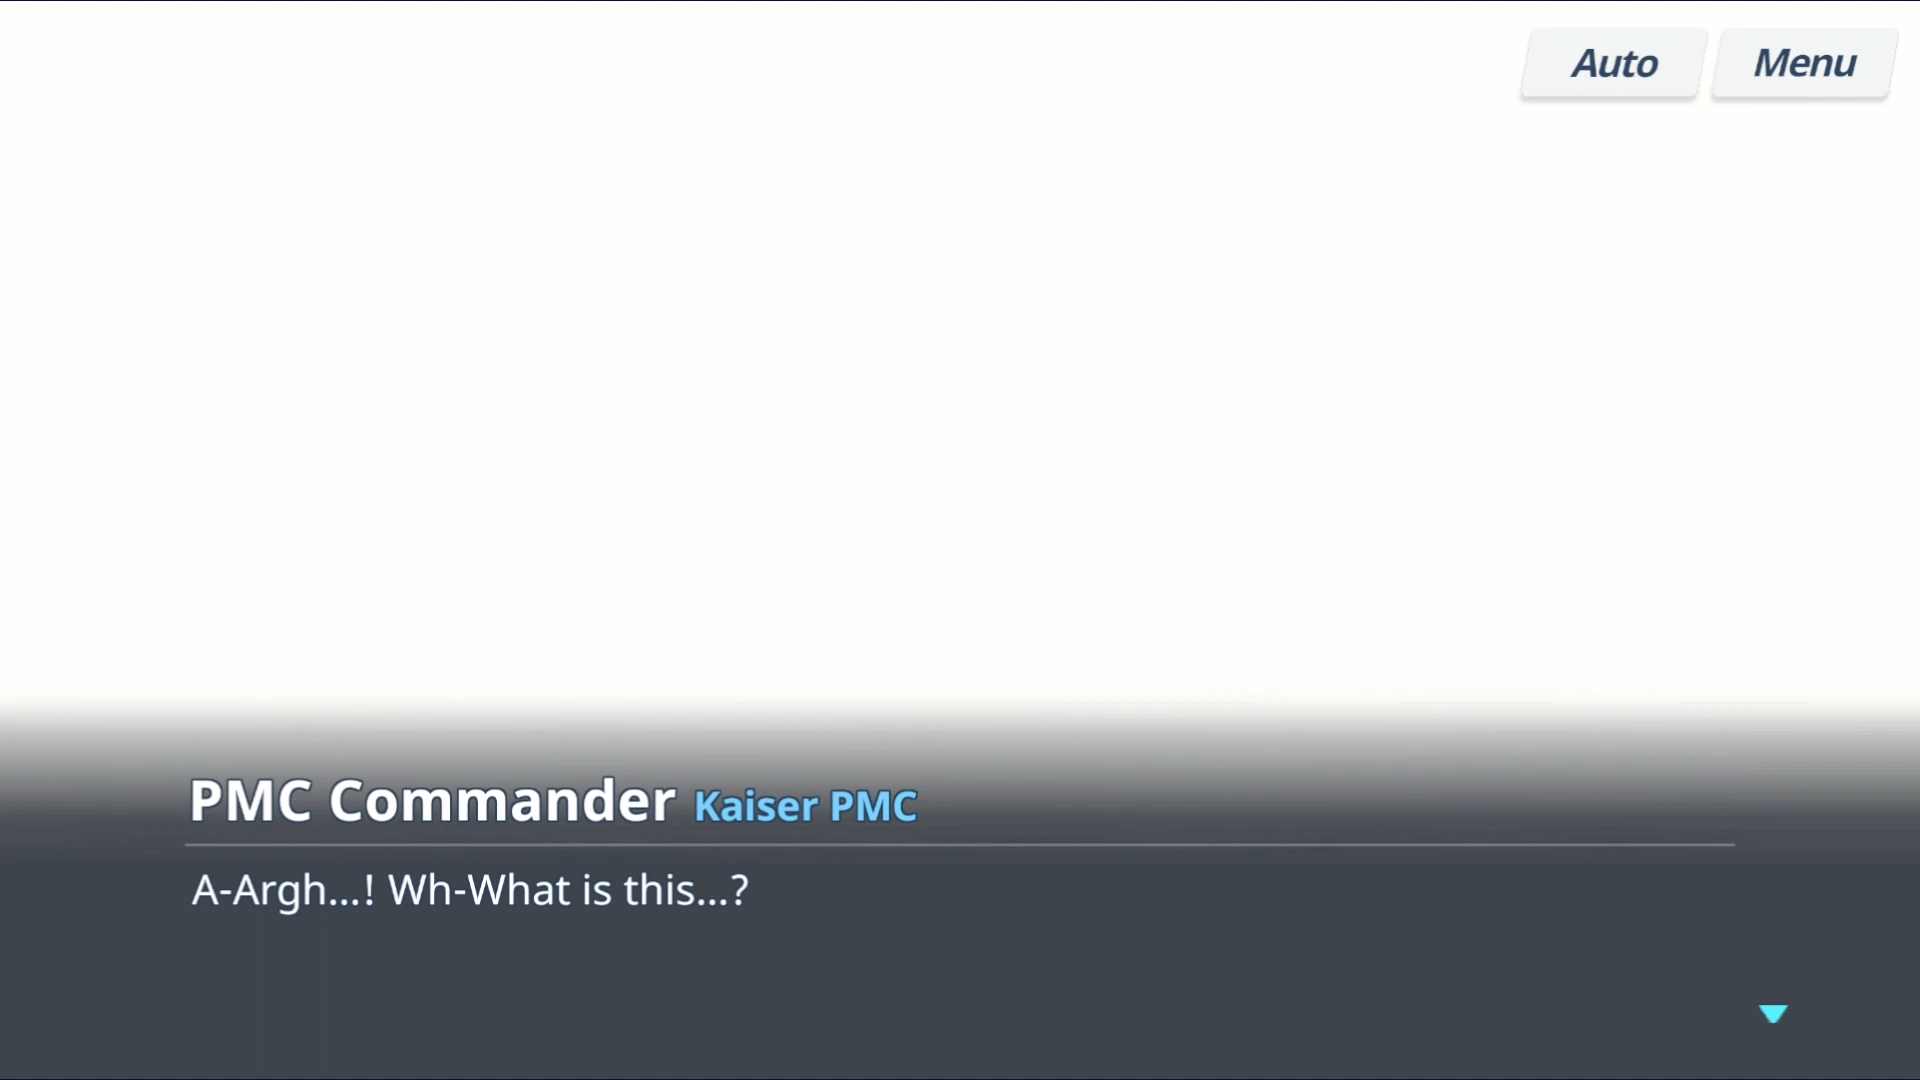 Auto Menu
PMC Commander Kaiser PMC
A-Argh...! Wh-What is this...?